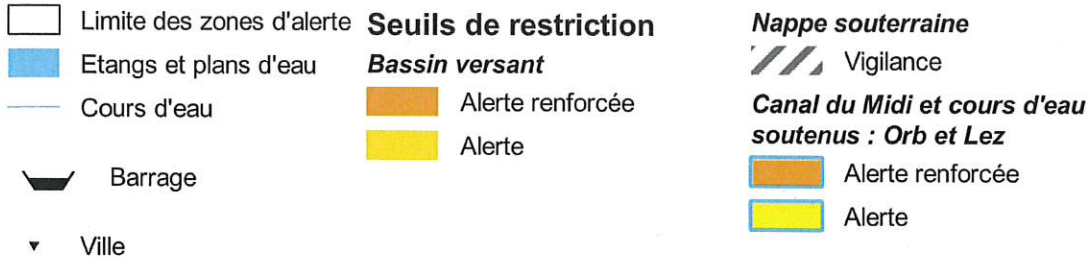 Limite des zones d'alerte
Etangs et plans d'eau
Cours d'eau
Barrage
Ville
Seuils de restriction
Bassin versant
Alerte renforcée
Alerte
Nappe souterraine
Vigilance
Canal du Midi et cours d'eau
soutenus : Orb et Lez
Alerte renforcée
Alerte